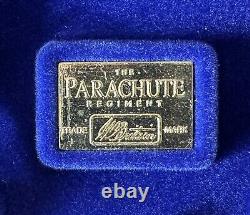 THE
PARACHUTE
REGIMENT
TRADE MARK